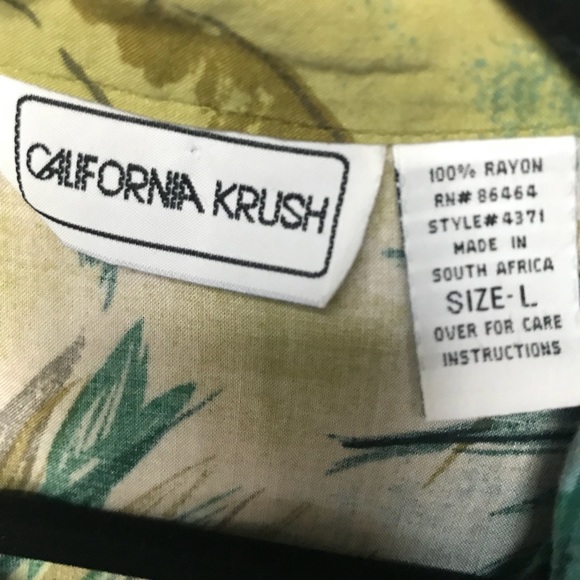 CALIFORNIA KRUSH
100% RAYON
RN# 86464
STYLE# 4371
MADE IN
SOUTH AFRICA
SIZE-L
OVER FOR CARE
INSTRUCTIONS